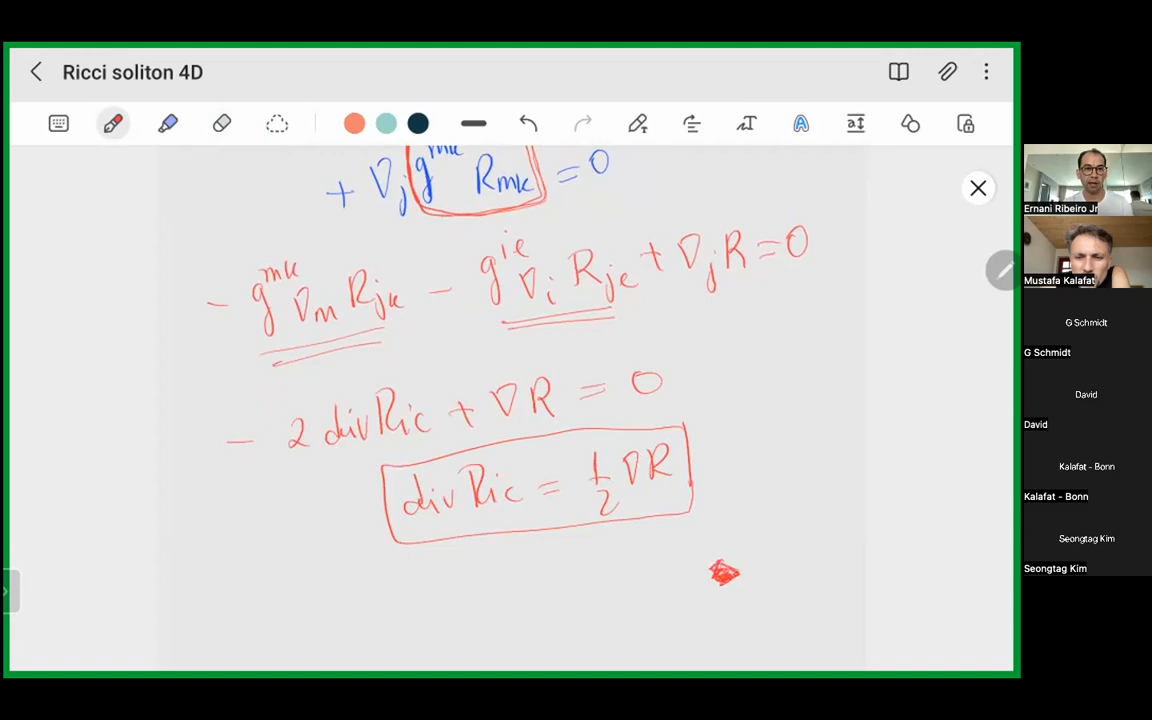 Ricci soliton 4D
+ ∇_j g^{mk} R_{mk} = 0
- g^{mk} ∇_m R_{jk} - g^{il} ∇_i R_{jl} + ∇_j R = 0
- 2 div Ric + ∇R = 0
div Ric = 1/2 ∇R
Ernani Ribeiro Jr
Mustafa Kalafat
G Schmidt
G Schmidt
David
David
Kalafat - Bonn
Kalafat - Bonn
Seongtag Kim
Seongtag Kim